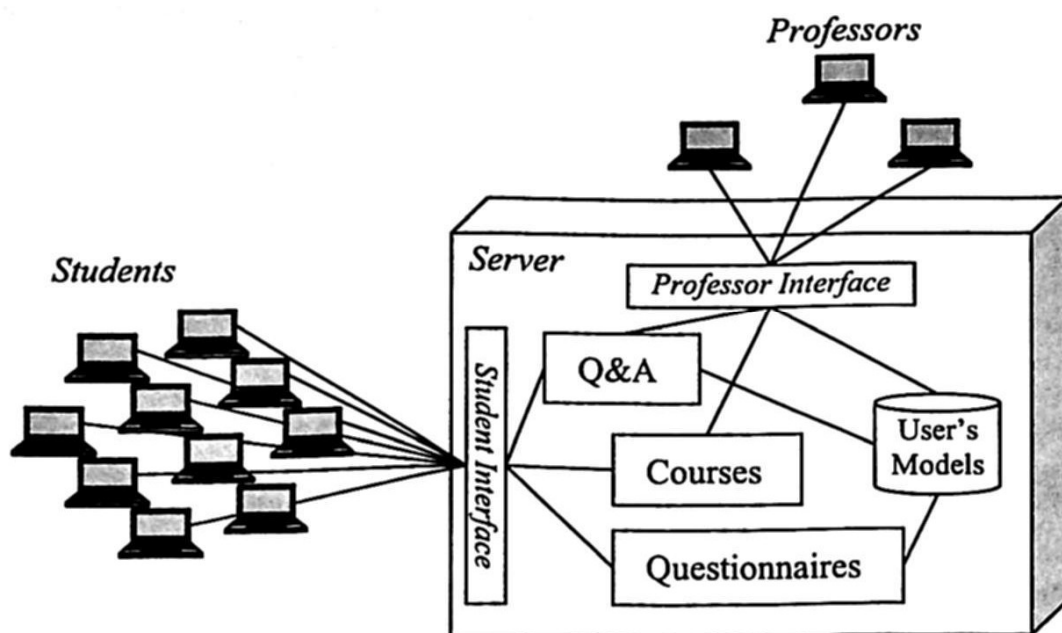 Professors
Students
Server
Professor Interface
Student Interface
Q&A
User's
Models
Courses
Questionnaires